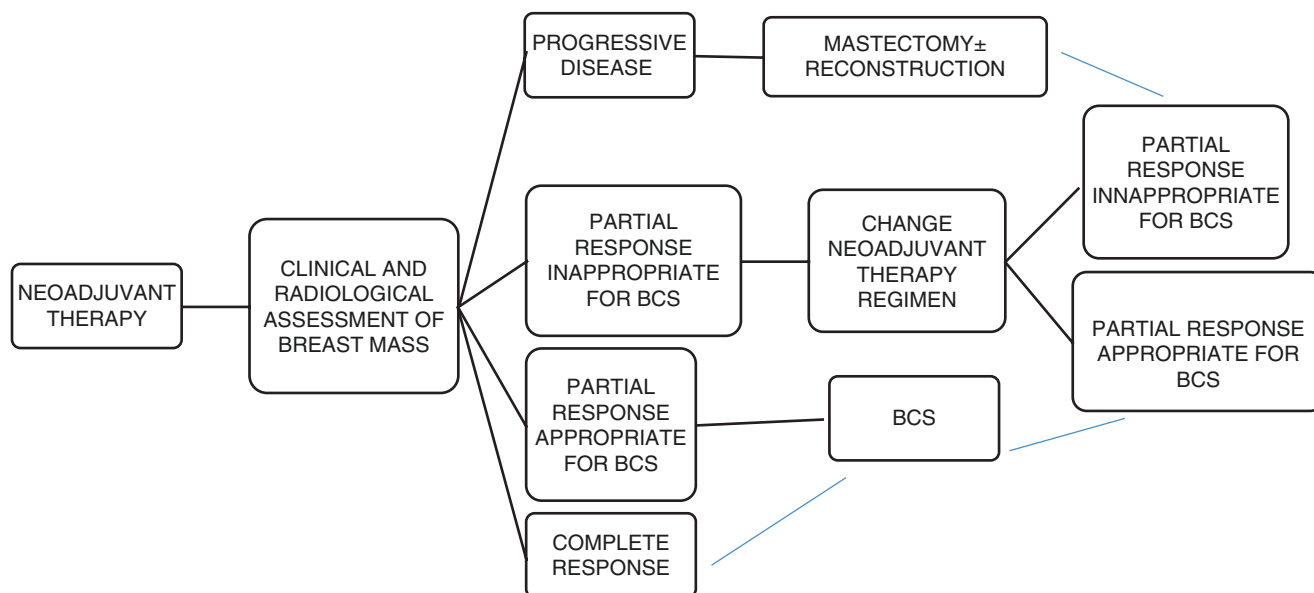 NEOADJUVANT
THERAPY
CLINICAL AND
RADIOLOGICAL
ASSESSMENT OF
BREAST MASS
PROGRESSIVE
DISEASE
MASTECTOMY±
RECONSTRUCTION
PARTIAL
RESPONSE
INAPPROPRIATE
FOR BCS
CHANGE
NEOADJUVANT
THERAPY
REGIMEN
PARTIAL
RESPONSE
INNAPPROPRIATE
FOR BCS
PARTIAL RESPONSE
APPROPRIATE FOR
BCS
PARTIAL
RESPONSE
APPROPRIATE
FOR BCS
BCS
COMPLETE
RESPONSE